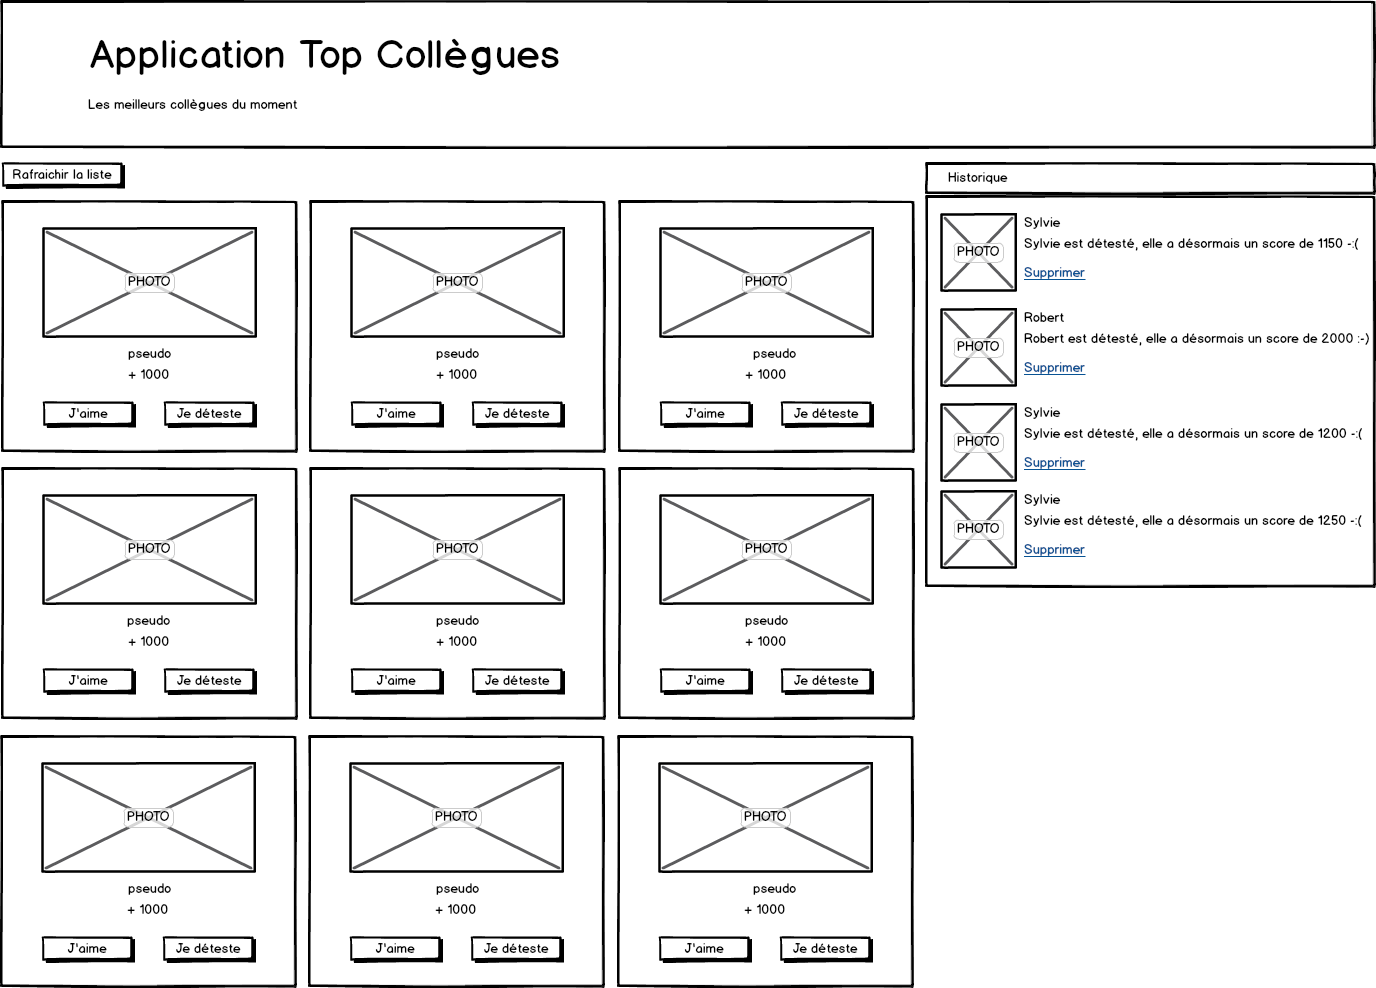 Application Top Collègues
Les meilleurs collègues du moment
Rafraichir la liste
PHOTO
pseudo
+ 1000
J'aime
Je déteste
PHOTO
pseudo
+ 1000
J'aime
Je déteste
PHOTO
pseudo
+ 1000
J'aime
Je déteste
PHOTO
pseudo
+ 1000
J'aime
Je déteste
PHOTO
pseudo
+ 1000
J'aime
Je déteste
PHOTO
pseudo
+ 1000
J'aime
Je déteste
PHOTO
pseudo
+ 1000
J'aime
Je déteste
PHOTO
pseudo
+ 1000
J'aime
Je déteste
PHOTO
pseudo
+ 1000
J'aime
Je déteste
Historique
PHOTO
Sylvie
Sylvie est détesté, elle a désormais un score de 1150 -:(
Supprimer
PHOTO
Robert
Robert est détesté, elle a désormais un score de 2000 :-)
Supprimer
PHOTO
Sylvie
Sylvie est détesté, elle a désormais un score de 1200 -:(
Supprimer
PHOTO
Sylvie
Sylvie est détesté, elle a désormais un score de 1250 -:(
Supprimer